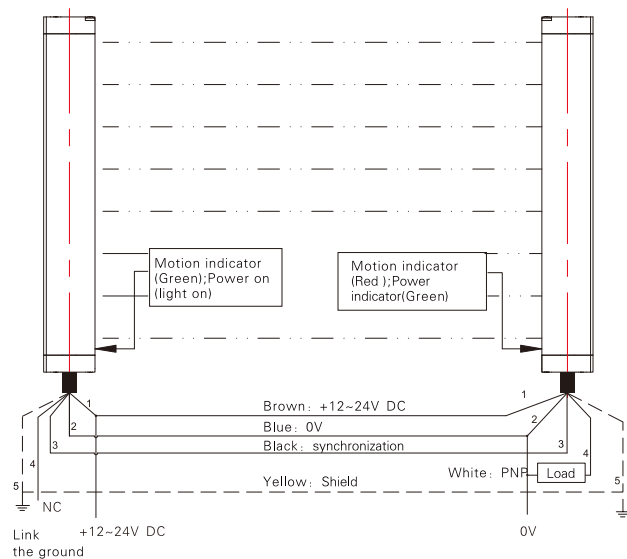 Motion indicator
(Green);Power on
(light on)
Motion indicator
(Red );Power
indicator(Green)
1
Brown: +12~24V DC
1
2
Blue: 0V
2
3
Black: synchronization
3
4
White: PNP
Load
4
5
Yellow: Shield
5
NC
Link
the ground
+12~24V DC
0V